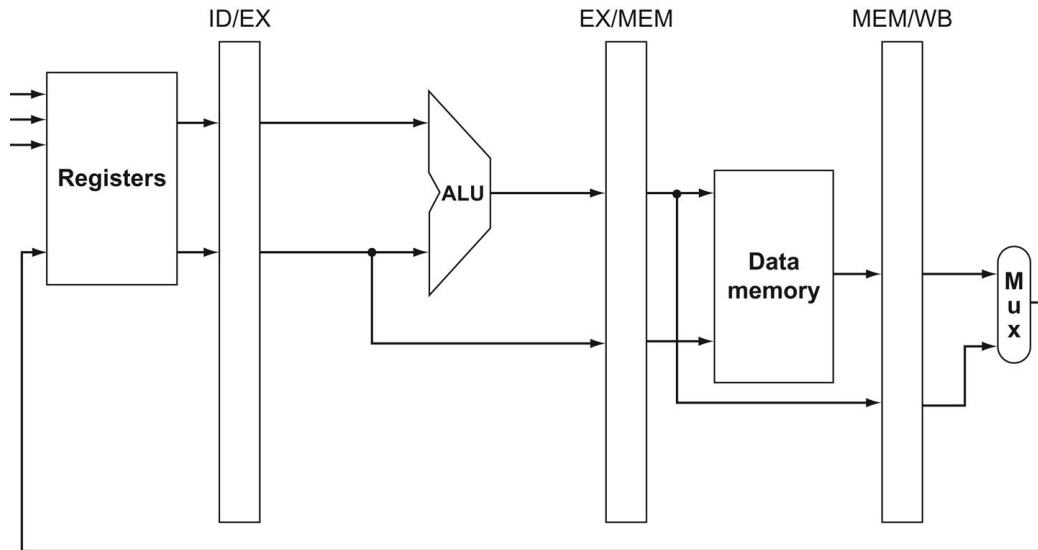 ID/EX
EX/MEM
MEM/WB
Registers
ALU
Data
memory
M
u
x